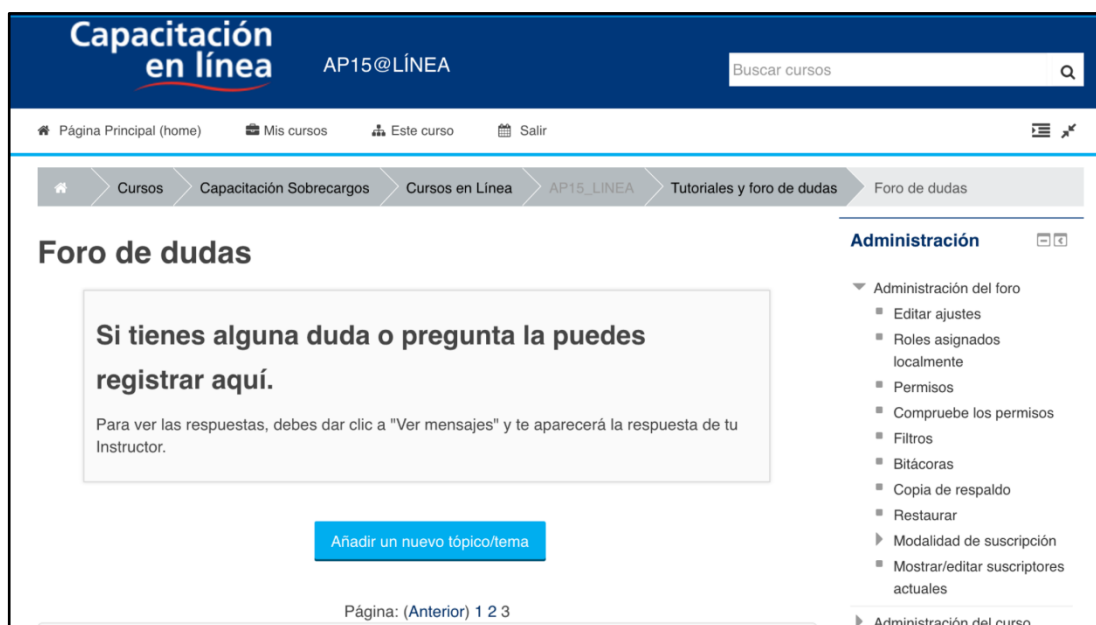 Capacitación
en línea
AP15@LÍNEA
Buscar cursos
Página Principal (home)
Mis cursos
Este curso
Salir
Cursos
Capacitación Sobrecargos
Cursos en Línea
AP15_LINEA
Tutoriales y foro de dudas
Foro de dudas
Foro de dudas
Si tienes alguna duda o pregunta la puedes
registrar aquí.
Para ver las respuestas, debes dar clic a "Ver mensajes" y te aparecerá la respuesta de tu
Instructor.
Añadir un nuevo tópico/tema
Página: (Anterior) 1 2 3
Administración
Administración del foro
Editar ajustes
Roles asignados
localmente
Permisos
Compruebe los permisos
Filtros
Bitácoras
Copia de respaldo
Restaurar
Modalidad de suscripción
Mostrar/editar suscriptores
actuales
Administración del curso